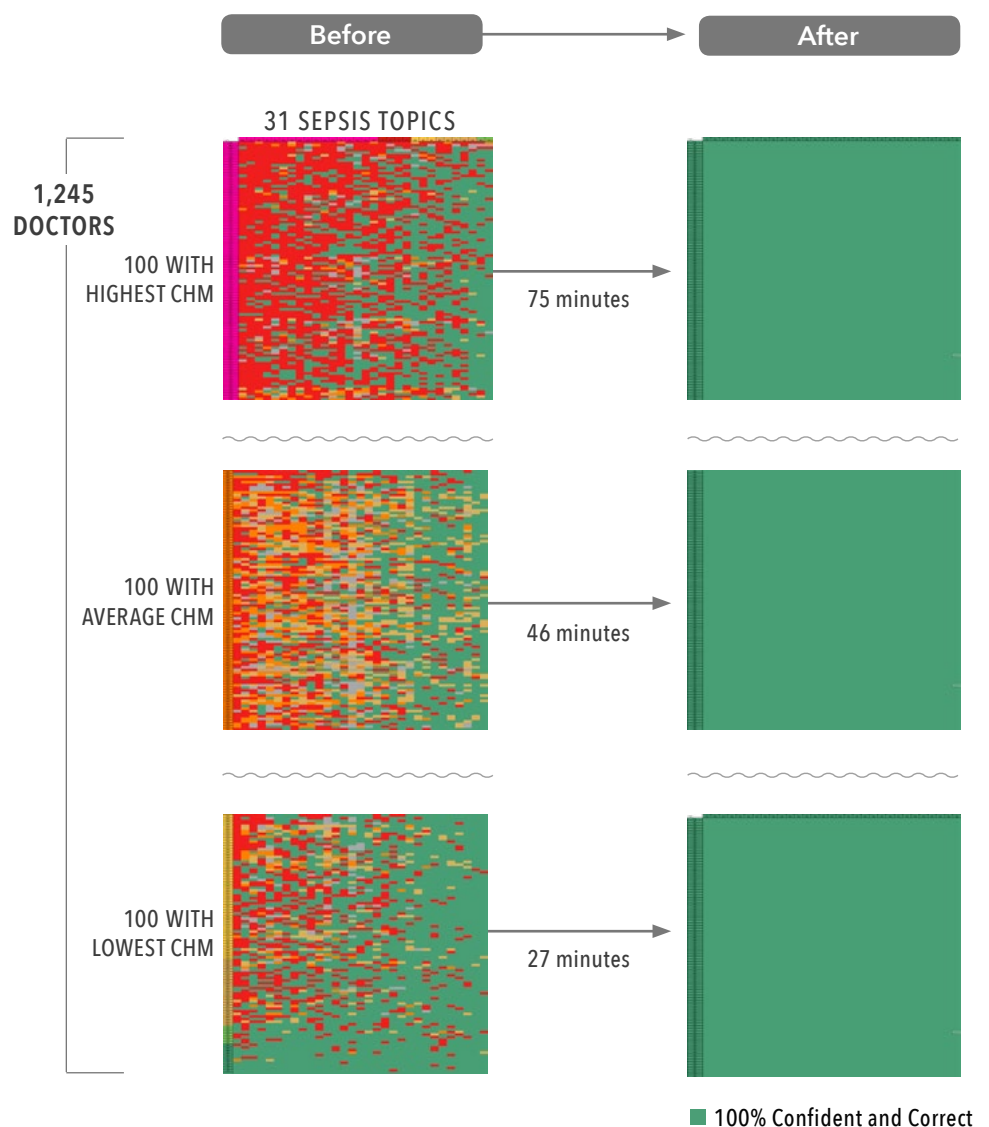 Before
After
31 SEPSIS TOPICS
1,245
DOCTORS
100 WITH
HIGHEST CHM
75 minutes
100 WITH
AVERAGE CHM
46 minutes
100 WITH
LOWEST CHM
27 minutes
100% Confident and Correct